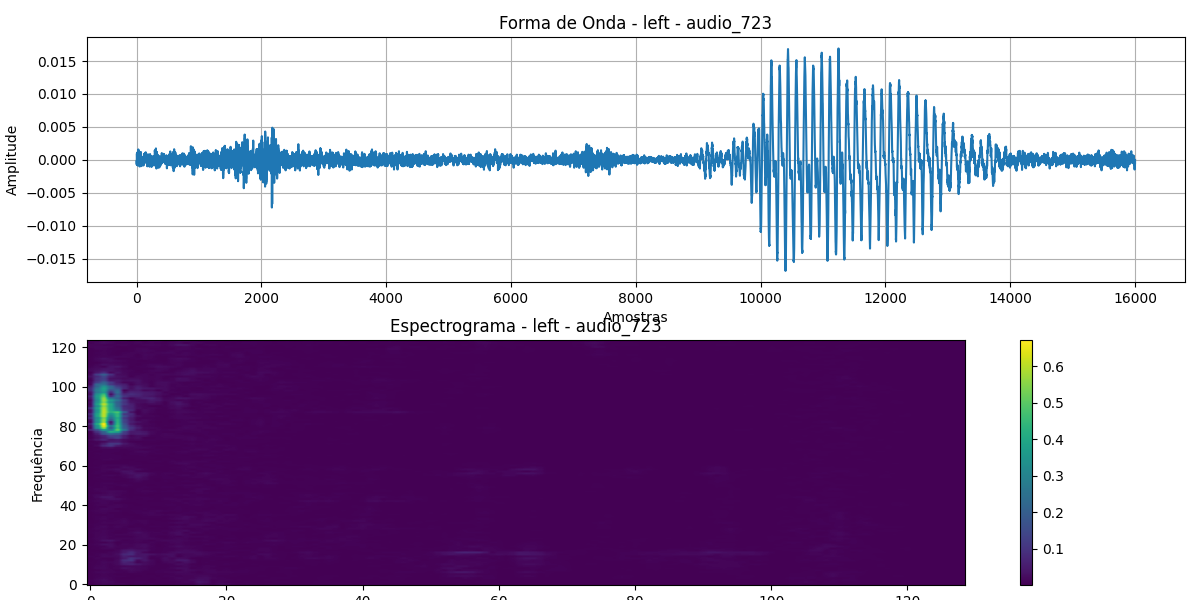 Forma de Onda - left - audio_723
Amplitude
0.015
0.010
0.005
0.000
−0.005
−0.010
−0.015
0 2000 4000 6000 8000 10000 12000 14000 16000
Amostras
Espectrograma - left - audio_723
Frequência
120
100
80
60
40
20
0
0 20 40 60 80 100 120
0.6
0.5
0.4
0.3
0.2
0.1